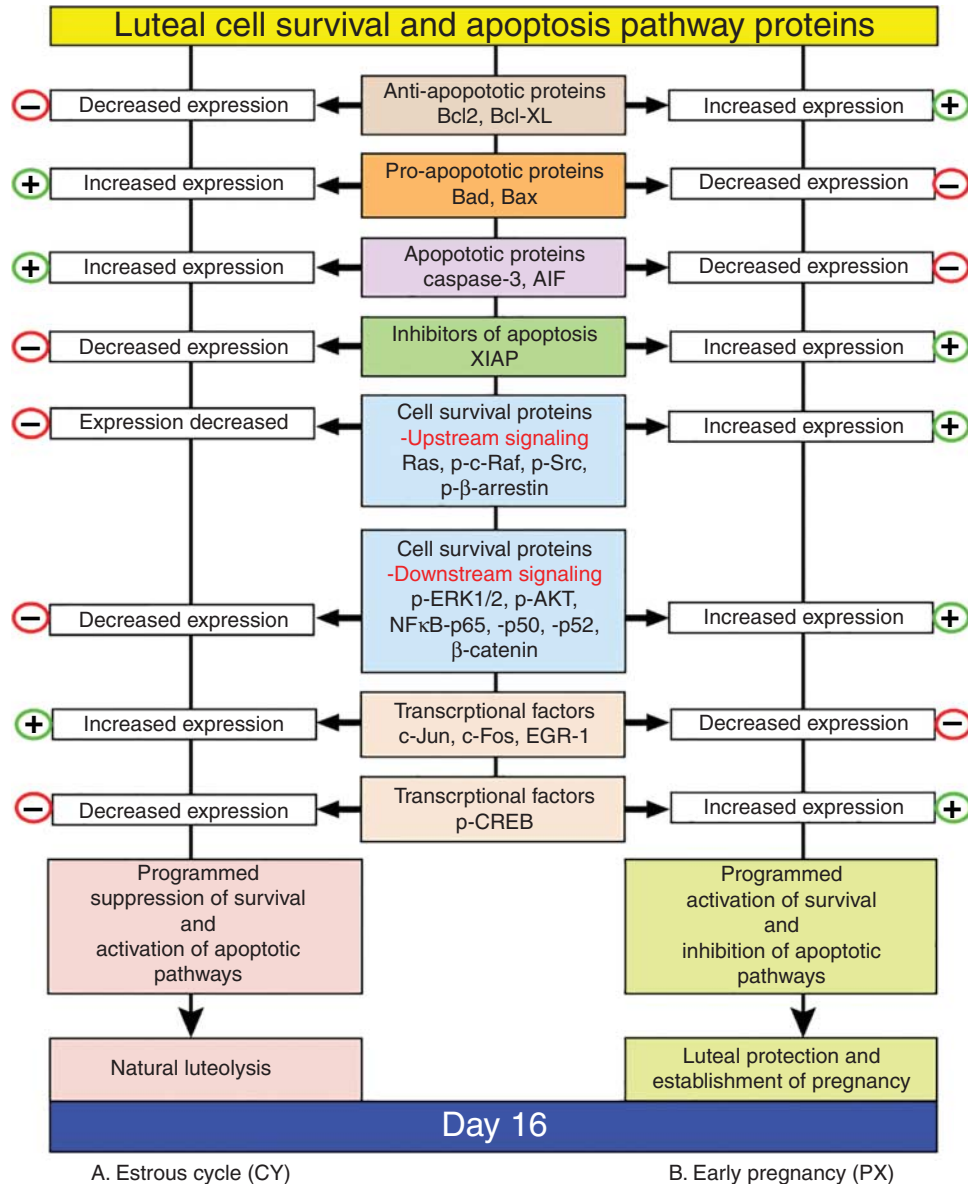 Luteal cell survival and apoptosis pathway proteins
− Decreased expression
Anti-apopototic proteins
Bcl2, Bcl-XL
Increased expression +
+ Increased expression
Pro-apopototic proteins
Bad, Bax
Decreased expression −
+ Increased expression
Apopototic proteins
caspase-3, AIF
Decreased expression −
− Decreased expression
Inhibitors of apoptosis
XIAP
Increased expression +
− Expression decreased
Cell survival proteins
-Upstream signaling
Ras, p-c-Raf, p-Src,
p-β-arrestin
Increased expression +
− Decreased expression
Cell survival proteins
-Downstream signaling
p-ERK1/2, p-AKT,
NFκB-p65, -p50, -p52,
β-catenin
Increased expression +
+ Increased expression
Transcrptional factors
c-Jun, c-Fos, EGR-1
Decreased expression −
− Decreased expression
Transcrptional factors
p-CREB
Increased expression +
Programmed
suppression of survival
and
activation of apoptotic
pathways
Programmed
activation of survival
and
inhibition of apoptotic
pathways
Natural luteolysis
Luteal protection and
establishment of pregnancy
Day 16
A. Estrous cycle (CY)
B. Early pregnancy (PX)